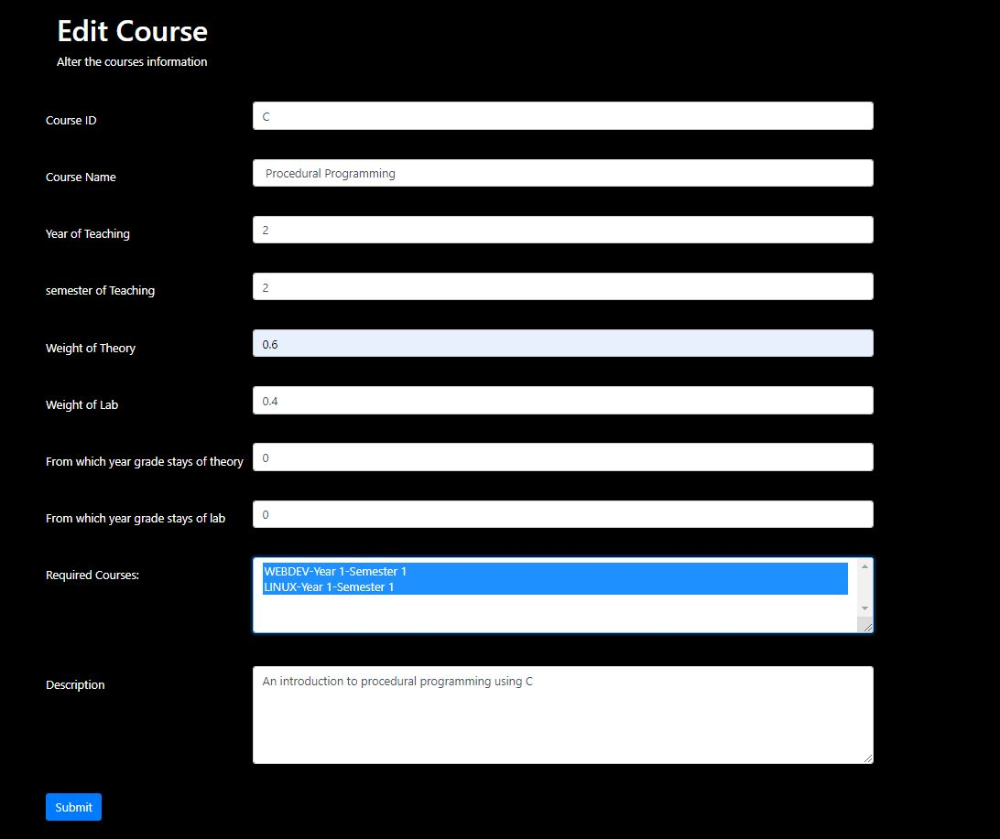 Edit Course
Alter the courses information
Course ID C
Course Name Procedural Programming
Year of Teaching 2
semester of Teaching 2
Weight of Theory 0.6
Weight of Lab 0.4
From which year grade stays of theory 0
From which year grade stays of lab 0
Required Courses: WEBDEV-Year 1-Semester 1
LINUX-Year 1-Semester 1
Description An introduction to procedural programming using C
Submit